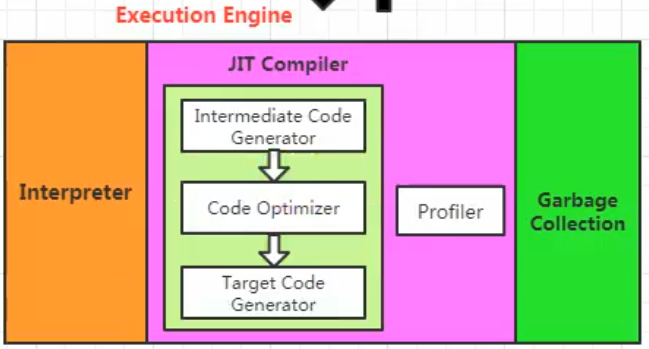 Execution Engine
JIT Compiler
Intermediate Code
Generator
Interpreter
Code Optimizer
Profiler
Garbage
Collection
Target Code
Generator